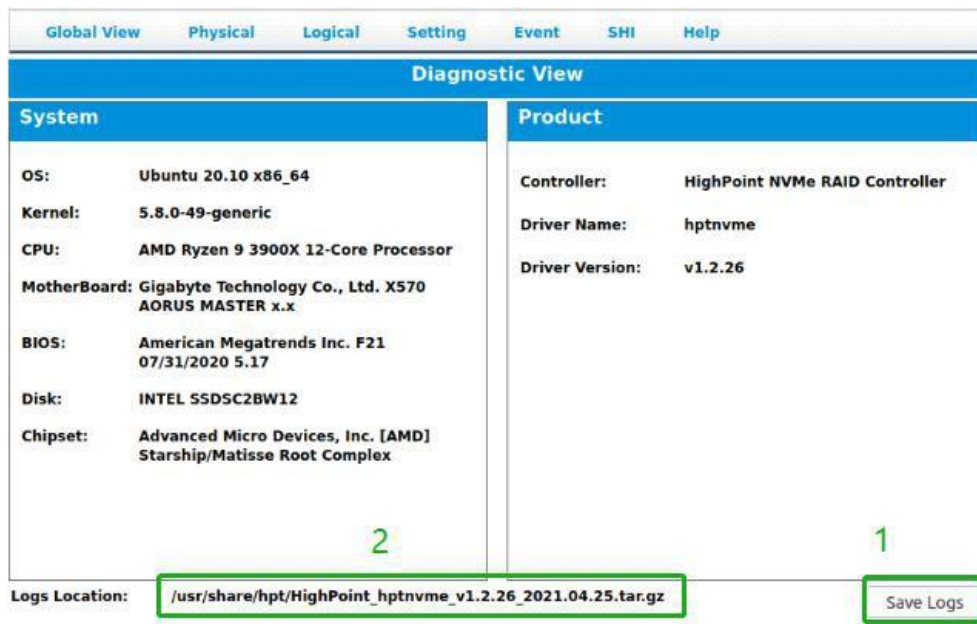 Global View Physical Logical Setting Event SHI Help
Diagnostic View
System
OS: Ubuntu 20.10 x86_64
Kernel: 5.8.0-49-generic
CPU: AMD Ryzen 9 3900X 12-Core Processor
MotherBoard: Gigabyte Technology Co., Ltd. X570
AORUS MASTER x.x
BIOS: American Megatrends Inc. F21
07/31/2020 5.17
Disk: INTEL SSDSC2BW12
Chipset: Advanced Micro Devices, Inc. [AMD]
Starship/Matisse Root Complex
Product
Controller: HighPoint NVMe RAID Controller
Driver Name: hptnvme
Driver Version: v1.2.26
2
1
Logs Location: /usr/share/hpt/HighPoint_hptnvme_v1.2.26_2021.04.25.tar.gz
Save Logs